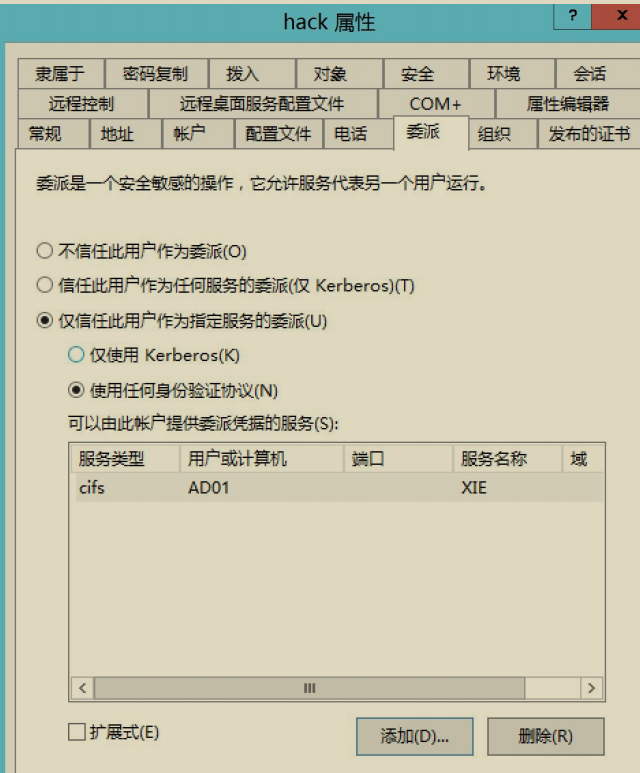 hack 属性
? x
隶属于 密码复制 拨入 对象 安全 环境 会话
远程控制 远程桌面服务配置文件 COM+ 属性编辑器
常规 地址 帐户 配置文件 电话 委派 组织 发布的证书
委派是一个安全敏感的操作，它允许服务代表另一个用户运行。
不信任此用户作为委派(O)
信任此用户作为任何服务的委派(仅 Kerberos)(T)
仅信任此用户作为指定服务的委派(U)
仅使用 Kerberos(K)
使用任何身份验证协议(N)
可以由此帐户提供委派凭据的服务(S):
服务类型 用户或计算机 端口 服务名称 域
cifs AD01 XIE
扩展式(E) 添加(D)... 删除(R)